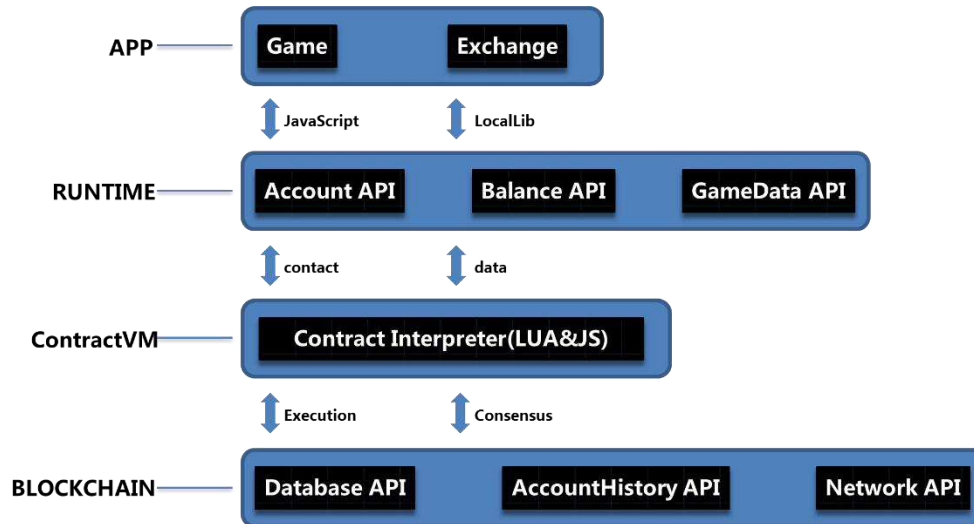 APP
Game
Exchange
JavaScript
LocalLib
RUNTIME
Account API
Balance API
GameData API
contact
data
ContractVM
Contract Interpreter(LUA&JS)
Execution
Consensus
BLOCKCHAIN
Database API
AccountHistory API
Network API